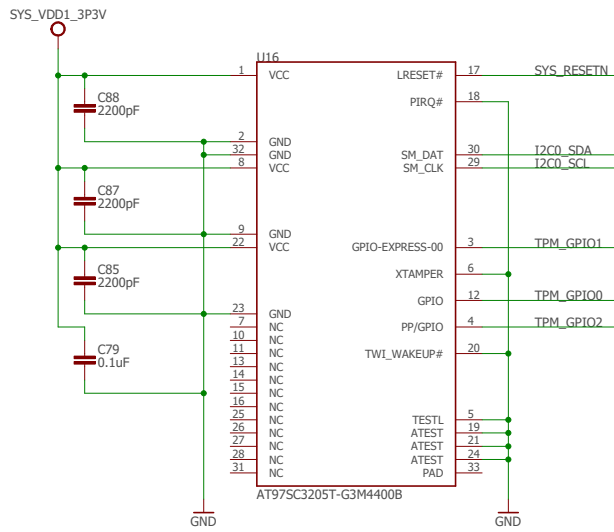 SYS_VDD1_3P3V
U16
1 VCC LRESET# 17 SYS_RESETN
PIRQ# 18
C88
2200pF
2 GND
32 GND SM_DAT 30 I2C0_SDA
8 VCC SM_CLK 29 I2C0_SCL
C87
2200pF
9 GND
22 VCC GPIO-EXPRESS-00 3 TPM_GPIO1
C85
2200pF
XTAMPER 6
GPIO 12 TPM_GPIO0
23 GND
7 NC PP/GPIO 4 TPM_GPIO2
10 NC
C79
0.1uF
11 NC TWI_WAKEUP# 20
13 NC
14 NC
15 NC
16 NC
25 NC TESTL 5
26 NC ATEST 19
27 NC ATEST 21
28 NC ATEST 24
31 NC PAD 33
AT97SC3205T-G3M4400B
GND
GND